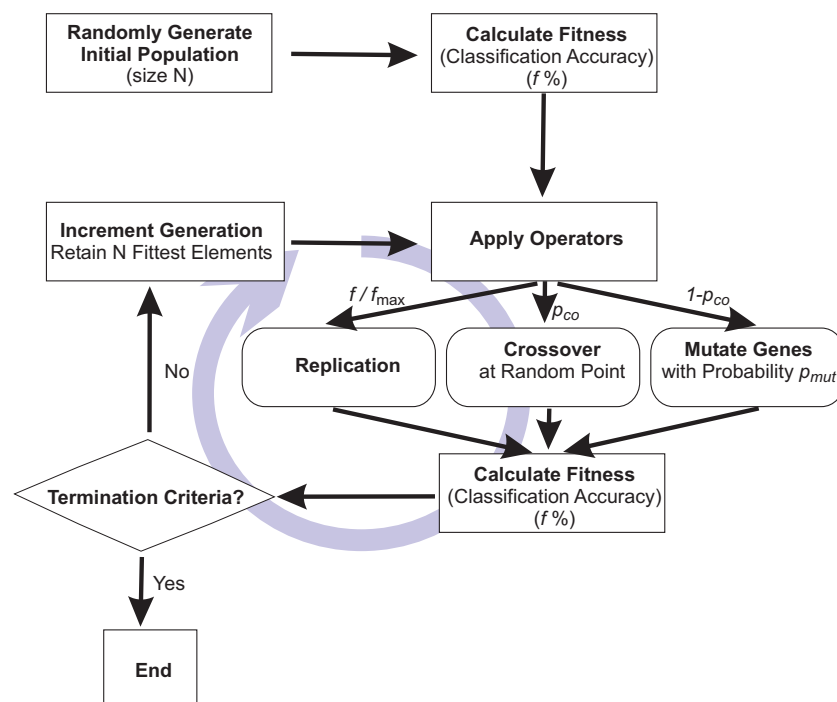 Randomly Generate
Initial Population
(size N)
Calculate Fitness
(Classification Accuracy)
(f %)
Increment Generation
Retain N Fittest Elements
Apply Operators
f / fmax
pco
1-pco
Replication
Crossover
at Random Point
Mutate Genes
with Probability pmut
No
Calculate Fitness
(Classification Accuracy)
(f %)
Termination Criteria?
Yes
End